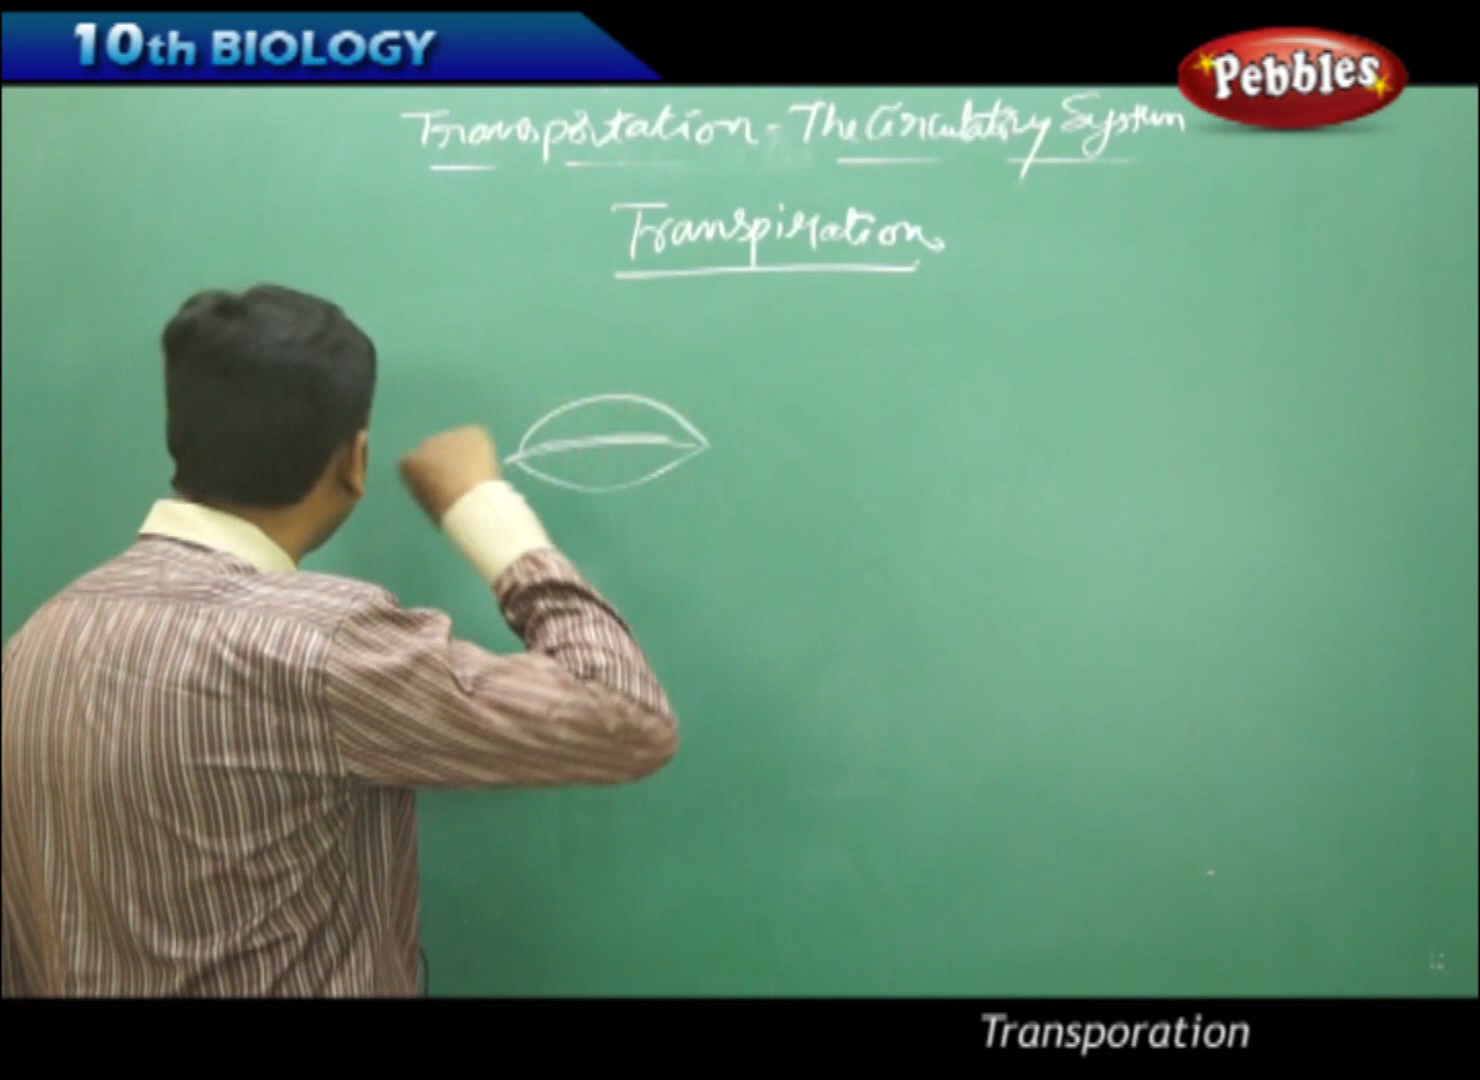 10th BIOLOGY
Pebbles
Transportation - The Circulatory System
Transpiration
Transporation